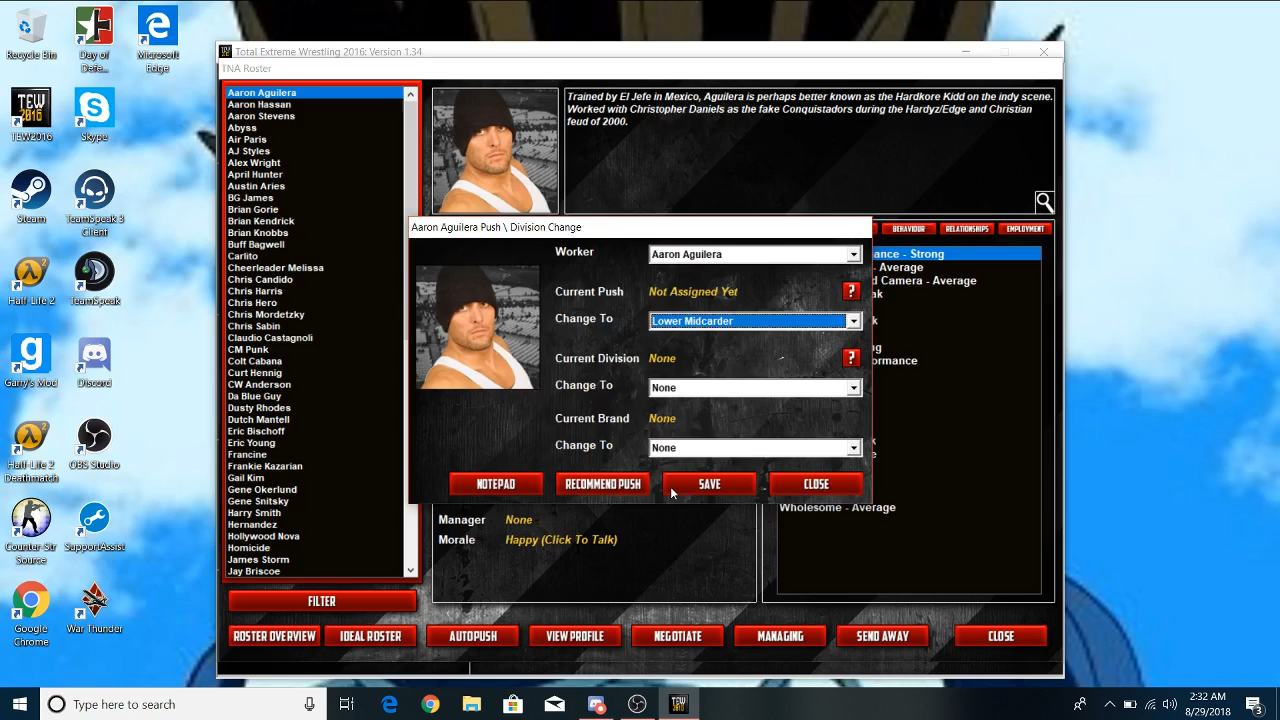 Recycle Bin
Day of
Defe...
Microsoft
Edge
TEW2016
Skype
Steam
TeamSpeak 3
Client
Half Life 2
TeamSpeak
Garry's Mod
Discord
Half-Life 2
Deathmatch
OBS Studio
Counter-Str
Source
SupportAssist
Google
Chrome
War Thunder
Total Extreme Wrestling 2016: Version 1.34
TNA Roster
Aaron Aguilera
Aaron Hassan
Aaron Stevens
Abyss
Air Paris
AJ Styles
Alex Wright
April Hunter
Austin Aries
BG James
Brian Gorie
Brian Kendrick
Brian Knobbs
Buff Bagwell
Carlito
Cheerleader Melissa
Chris Candido
Chris Harris
Chris Hero
Chris Mordetzky
Chris Sabin
Claudio Castagnoli
CM Punk
Colt Cabana
Curt Hennig
CW Anderson
Da Blue Guy
Dusty Rhodes
Dutch Mantell
Eric Bischoff
Eric Young
Francine
Frankie Kazarian
Gail Kim
Gene Okerlund
Gene Snitsky
Harry Smith
Hernandez
Hollywood Nova
Homicide
James Storm
Jay Briscoe
FILTER
Trained by El Jefe in Mexico, Aguilera is perhaps better known as the Hardkore Kidd on the indy scene.
Worked with Christopher Daniels as the fake Conquistadors during the Hardyz/Edge and Christian
feud of 2000.
BEHAVIOUR RELATIONSHIPS EMPLOYMENT
ance - Strong
- Average
d Camera - Average
ak
k
g
formance
k
e
Wholesome - Average
Aaron Aguilera Push \ Division Change
Worker Aaron Aguilera
Current Push Not Assigned Yet ?
Change To Lower Midcarder
Current Division None ?
Change To None
Current Brand None
Change To None
NOTEPAD RECOMMEND PUSH SAVE CLOSE
Manager None
Morale Happy (Click To Talk)
ROSTER OVERVIEW IDEAL ROSTER AUTOPUSH VIEW PROFILE NEGOTIATE MANAGING SEND AWAY CLOSE
Type here to search
2:32 AM
8/29/2018
3